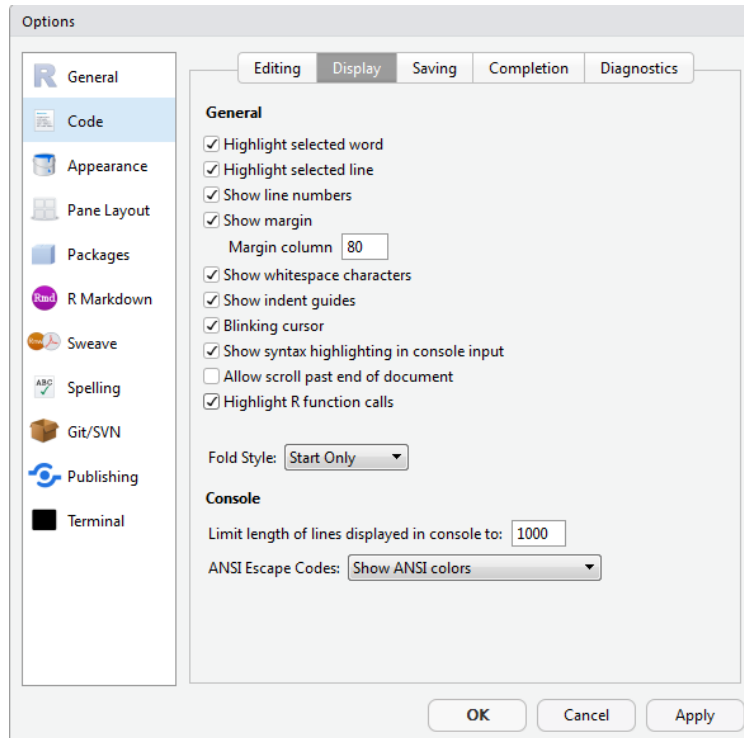 Options
General
Code
Appearance
Pane Layout
Packages
Rmd R Markdown
Sweave
ABC Spelling
Git/SVN
Publishing
Terminal
Editing Display Saving Completion Diagnostics
General
Highlight selected word
Highlight selected line
Show line numbers
Show margin
Margin column 80
Show whitespace characters
Show indent guides
Blinking cursor
Show syntax highlighting in console input
Allow scroll past end of document
Highlight R function calls
Fold Style: Start Only
Console
Limit length of lines displayed in console to: 1000
ANSI Escape Codes: Show ANSI colors
OK Cancel Apply